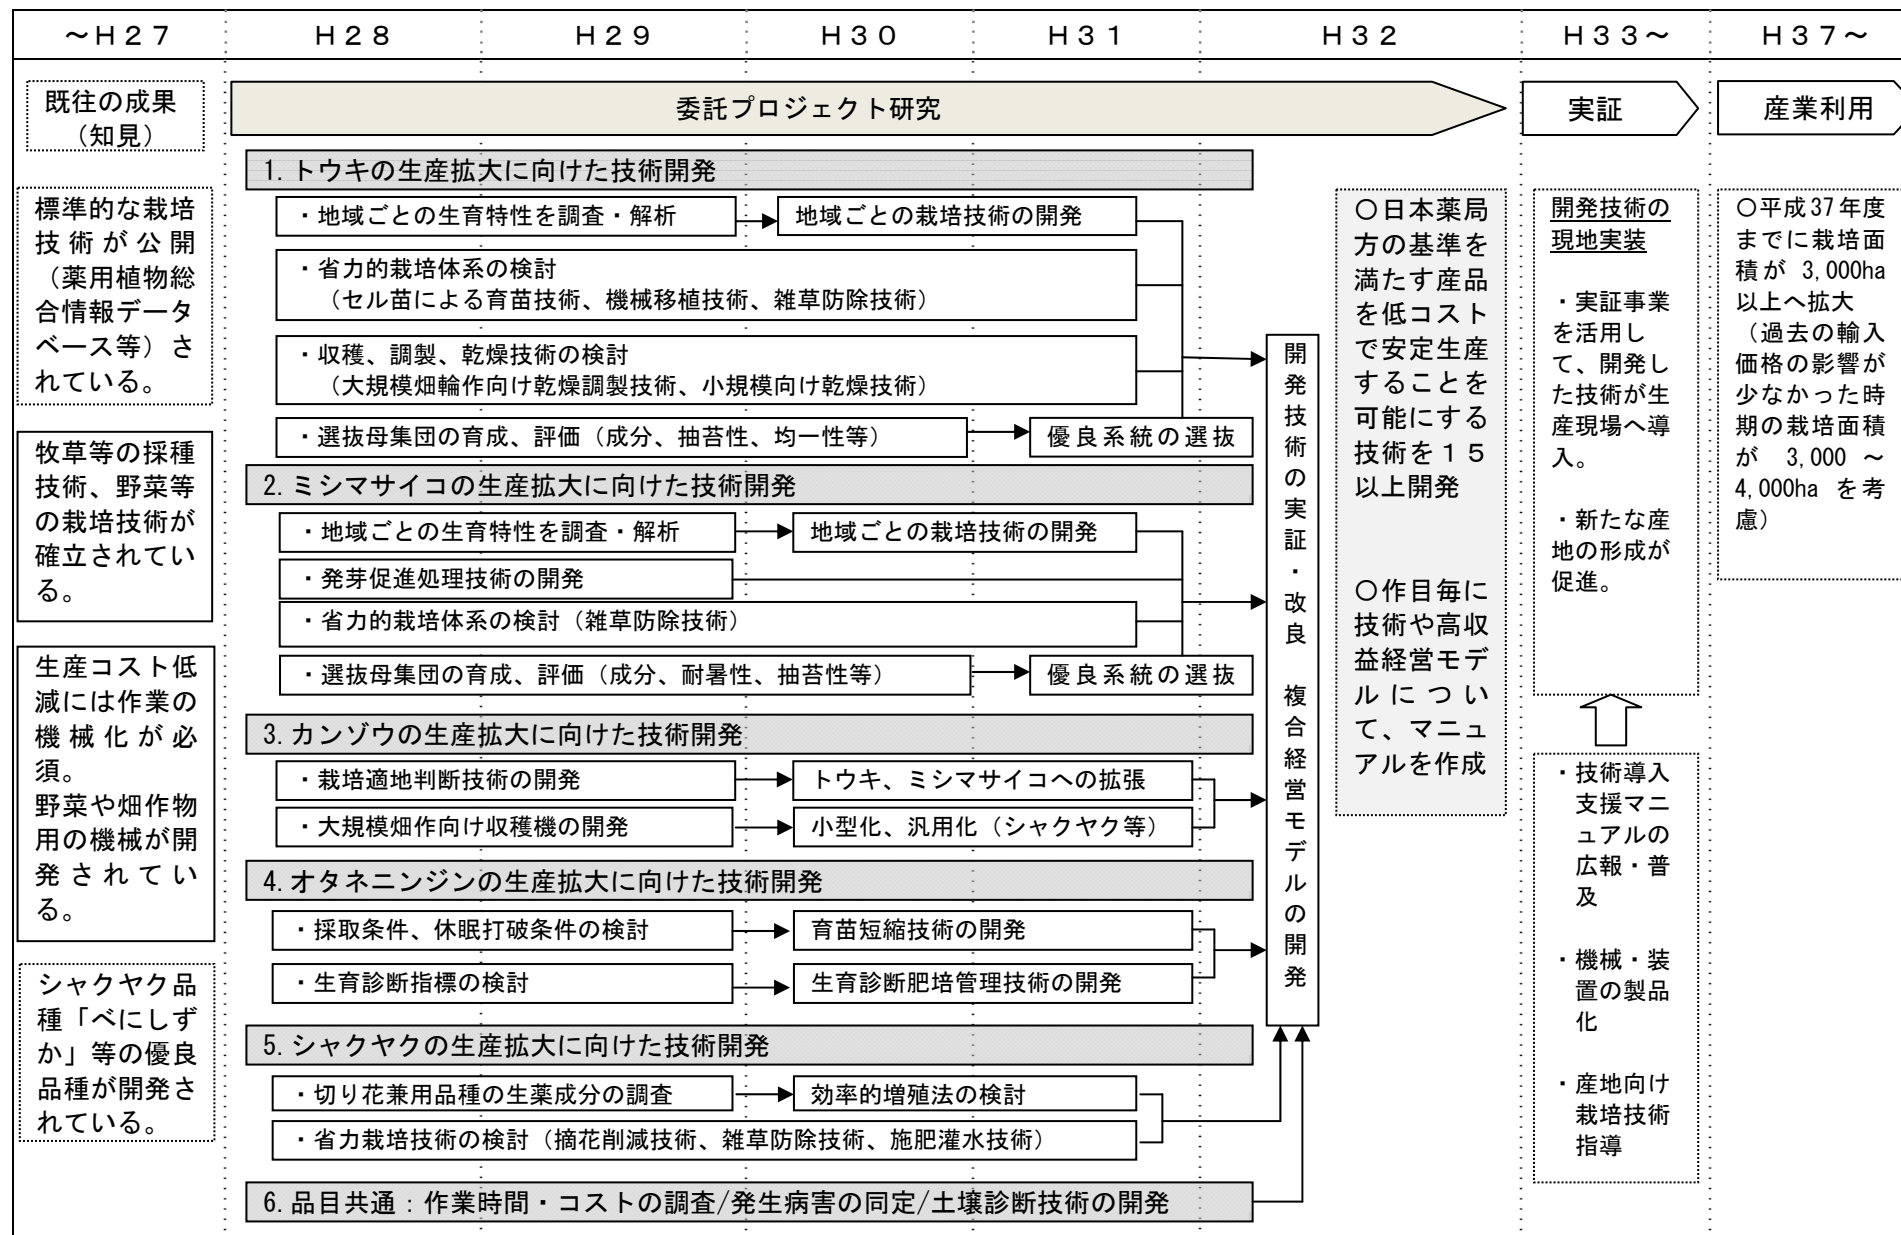 ～H27
H28
H29
H30
H31
H32
H33～
H37～
既往の成果
（知見）
委託プロジェクト研究
実証
産業利用
標準的な栽培
技術が公開
（薬用植物総
合情報データ
ベース等）さ
れている。
牧草等の採種
技術、野菜等
の栽培技術が
確立されてい
る。
生産コスト低
減には作業の
機械化が必
須。
野菜や畑作物
用の機械が開
発されてい
る。
シャクヤク品
種「べにしず
か」等の優良
品種が開発さ
れている。
1.トウキの生産拡大に向けた技術開発
・地域ごとの生育特性を調査・解析
地域ごとの栽培技術の開発
・省力的栽培体系の検討
（セル苗による育苗技術、機械移植技術、雑草防除技術）
・収穫、調製、乾燥技術の検討
（大規模畑輪作向け乾燥調製技術、小規模向け乾燥技術）
・選抜母集団の育成、評価（成分、抽苔性、均一性等）
優良系統の選抜
2.ミシマサイコの生産拡大に向けた技術開発
・地域ごとの生育特性を調査・解析
地域ごとの栽培技術の開発
・発芽促進処理技術の開発
・省力的栽培体系の検討（雑草防除技術）
・選抜母集団の育成、評価（成分、耐暑性、抽苔性等）
優良系統の選抜
3.カンゾウの生産拡大に向けた技術開発
・栽培適地判断技術の開発
トウキ、ミシマサイコへの拡張
・大規模畑作向け収穫機の開発
小型化、汎用化（シャクヤク等）
4.オタネニンジンの生産拡大に向けた技術開発
・採取条件、休眠打破条件の検討
育苗短縮技術の開発
・生育診断指標の検討
生育診断肥培管理技術の開発
5.シャクヤクの生産拡大に向けた技術開発
・切り花兼用品種の生薬成分の調査
効率的増殖法の検討
・省力栽培技術の検討（摘花削減技術、雑草防除技術、施肥灌水技術）
6.品目共通：作業時間・コストの調査/発生病害の同定/土壌診断技術の開発
開発技術の実証・改良　複合経営モデルの開発
○日本薬局
方の基準を
満たす産品
を低コスト
で安定生産
することを
可能にする
技術を１５
以上開発
○作目毎に
技術や高収
益経営モデ
ルについ
て、マニュ
アルを作成
開発技術の
現地実装
・実証事業
を活用し
て、開発し
た技術が生
産現場へ導
入。
・新たな産
地の形成が
促進。
・技術導入
支援マニ
ュアルの
広報・普
及
・機械・装
置の製品
化
・産地向け
栽培技術
指導
○平成37年度
までに栽培面
積が 3,000ha
以上へ拡大
（過去の輸入
価格の影響が
少なかった時
期の栽培面積
が 3,000 ～
4,000ha を考
慮）